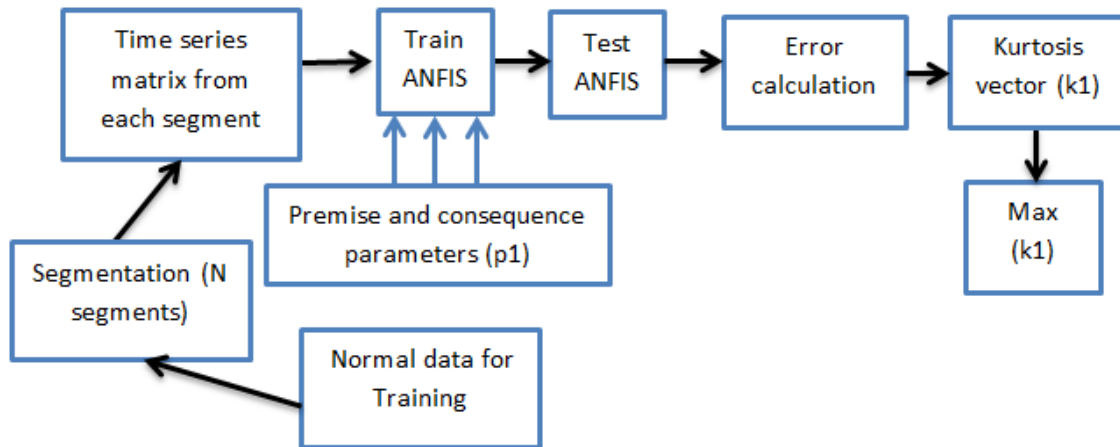 Time series
matrix from
each segment
Train
ANFIS
Test
ANFIS
Error
calculation
Kurtosis
vector (k1)
Premise and consequence
parameters (p1)
Max
(k1)
Segmentation (N
segments)
Normal data for
Training